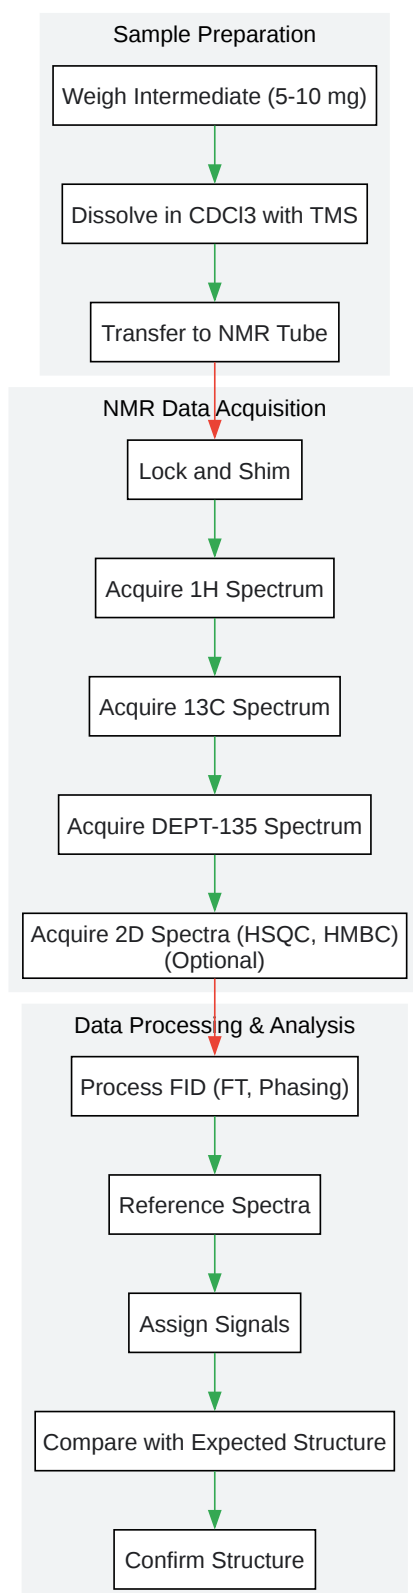 Sample Preparation
Weigh Intermediate (5-10 mg)
Dissolve in CDCl3 with TMS
Transfer to NMR Tube
NMR Data Acquisition
Lock and Shim
Acquire 1H Spectrum
Acquire 13C Spectrum
Acquire DEPT-135 Spectrum
Acquire 2D Spectra (HSQC, HMBC)
(Optional)
Data Processing & Analysis
Process FID (FT, Phasing)
Reference Spectra
Assign Signals
Compare with Expected Structure
Confirm Structure